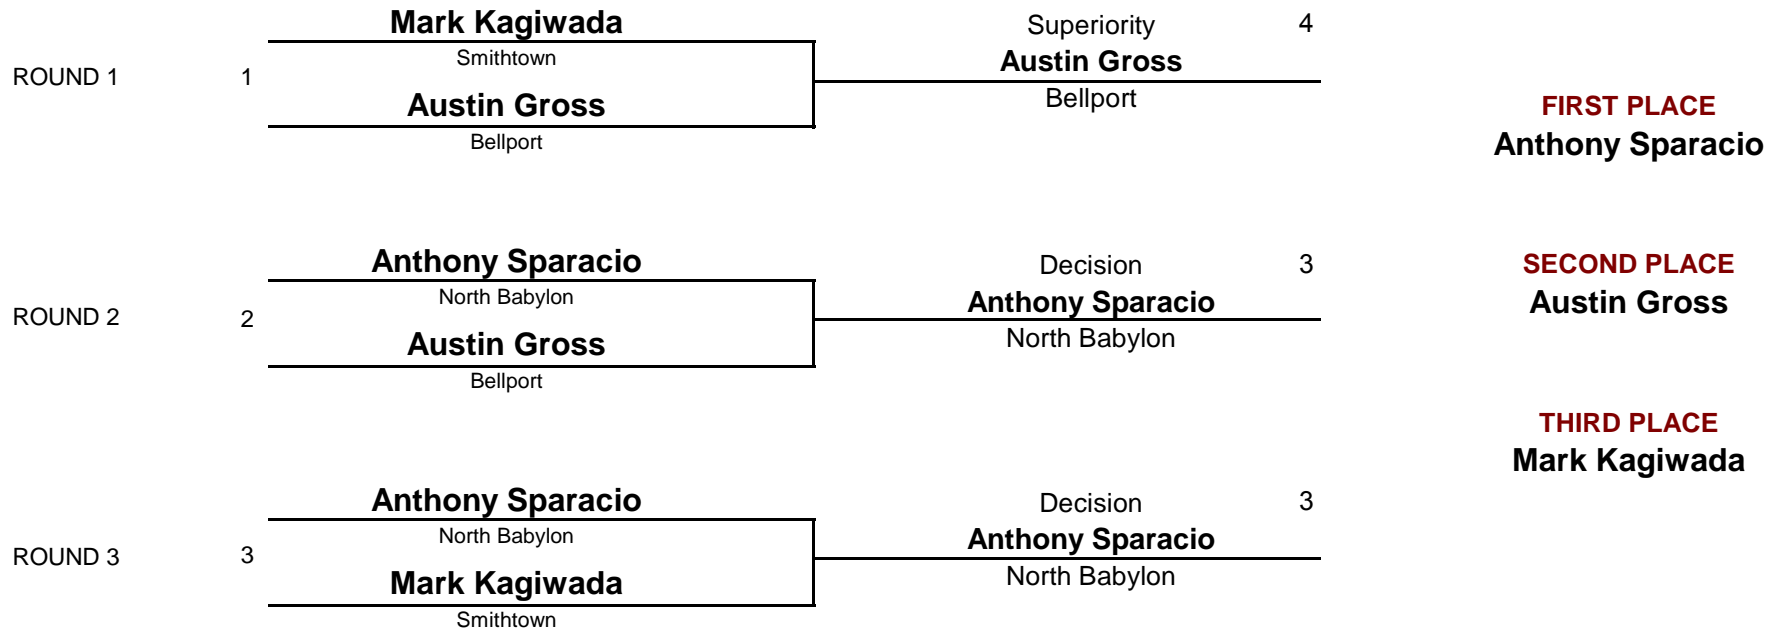 Mark Kagiwada
Smithtown
ROUND 1
1
Austin Gross
Bellport
Superiority
4
Austin Gross
Bellport
FIRST PLACE
Anthony Sparacio
Anthony Sparacio
North Babylon
ROUND 2
2
Austin Gross
Bellport
Decision
3
Anthony Sparacio
North Babylon
SECOND PLACE
Austin Gross
THIRD PLACE
Mark Kagiwada
Anthony Sparacio
North Babylon
ROUND 3
3
Mark Kagiwada
Smithtown
Decision
3
Anthony Sparacio
North Babylon